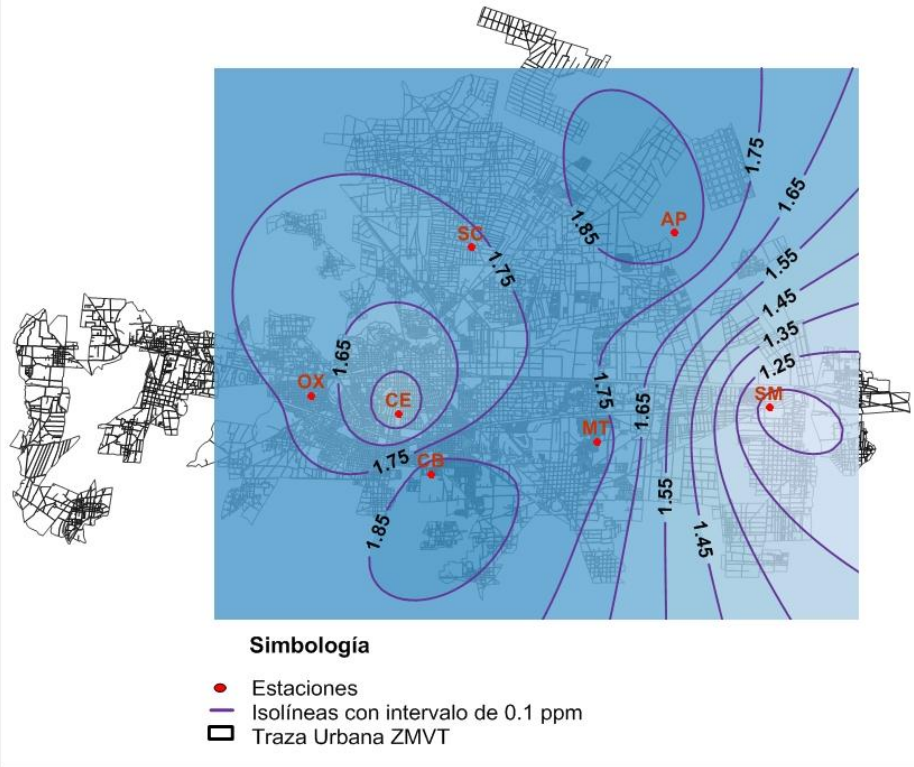 1.75
1.65
AP
1.85
SC
1.75
1.55
1.45
1.35
1.65
1.25
OX
CE
1.75
SM
1.65
MT
1.75
CB
1.55
1.85
1.45
Simbología
Estaciones
Isolíneas con intervalo de 0.1 ppm
Traza Urbana ZMVT